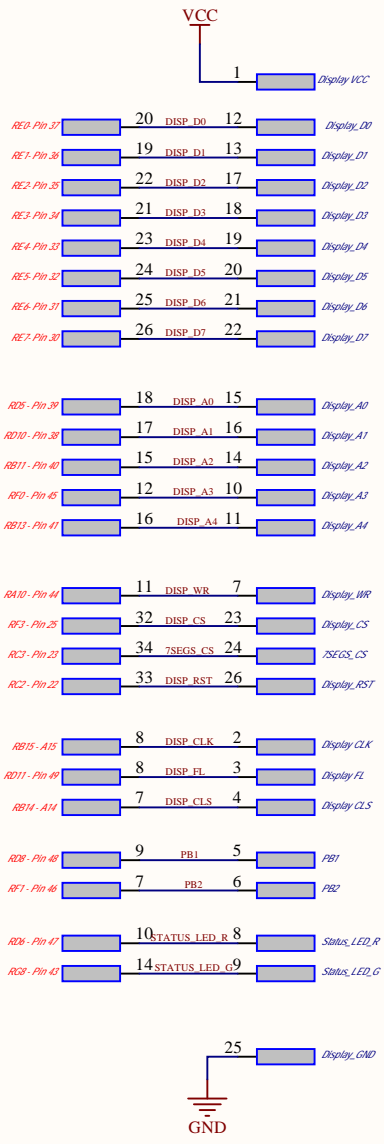 VCC
1 Display VCC
RE0- Pin 37 20 DISP_D0 12 Display_D0
RE1- Pin 36 19 DISP_D1 13 Display_D1
RE2- Pin 35 22 DISP_D2 17 Display_D2
RE3- Pin 34 21 DISP_D3 18 Display_D3
RE4- Pin 33 23 DISP_D4 19 Display_D4
RE5- Pin 32 24 DISP_D5 20 Display_D5
RE6- Pin 31 25 DISP_D6 21 Display_D6
RE7- Pin 30 26 DISP_D7 22 Display_D7
RD5 - Pin 39 18 DISP_A0 15 Display_A0
RD10 - Pin 38 17 DISP_A1 16 Display_A1
RB11 - Pin 40 15 DISP_A2 14 Display_A2
RF0 - Pin 45 12 DISP_A3 10 Display_A3
RB13 - Pin 41 16 DISP_A4 11 Display_A4
RA10 - Pin 44 11 DISP_WR 7 Display_WR
RF3 - Pin 25 32 DISP_CS 23 Display_CS
RC3 - Pin 23 34 7SEGS_CS 24 7SEGS_CS
RC2 - Pin 22 33 DISP_RST 26 Display_RST
RB15 - A15 8 DISP_CLK 2 Display CLK
RD11 - Pin 49 8 DISP_FL 3 Display FL
RB14 - A14 7 DISP_CLS 4 Display CLS
RD8 - Pin 48 9 PB1 5 PB1
RF1 - Pin 46 7 PB2 6 PB2
RD6 - Pin 47 10 STATUS_LED_R 8 Status_LED_R
RG8 - Pin 43 14 STATUS_LED_G 9 Status_LED_G
25 Display_GND
GND